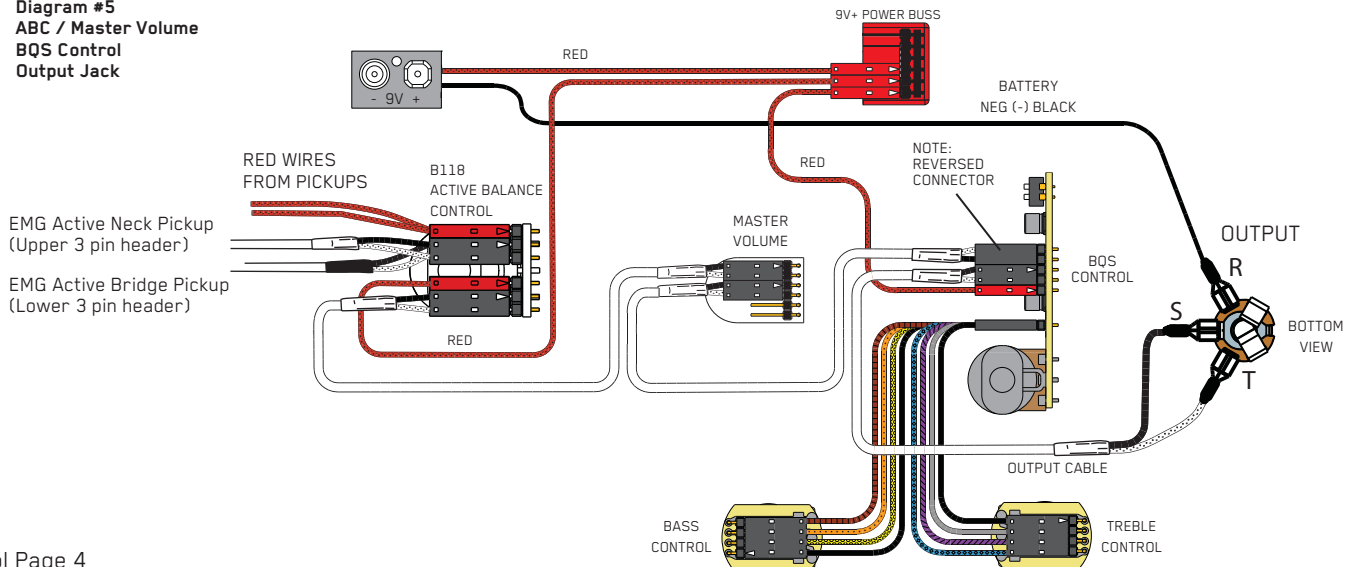 Diagram #5
ABC / Master Volume
BQS Control
Output Jack
9V+ POWER BUSS
RED
- 9V +
BATTERY
NEG (-) BLACK
RED WIRES
FROM PICKUPS
B118
ACTIVE BALANCE
CONTROL
RED
NOTE:
REVERSED
CONNECTOR
EMG Active Neck Pickup
(Upper 3 pin header)
MASTER
VOLUME
OUTPUT
R
BQS
CONTROL
EMG Active Bridge Pickup
(Lower 3 pin header)
S
BOTTOM
VIEW
RED
T
OUTPUT CABLE
BASS
CONTROL
TREBLE
CONTROL
ol Page 4